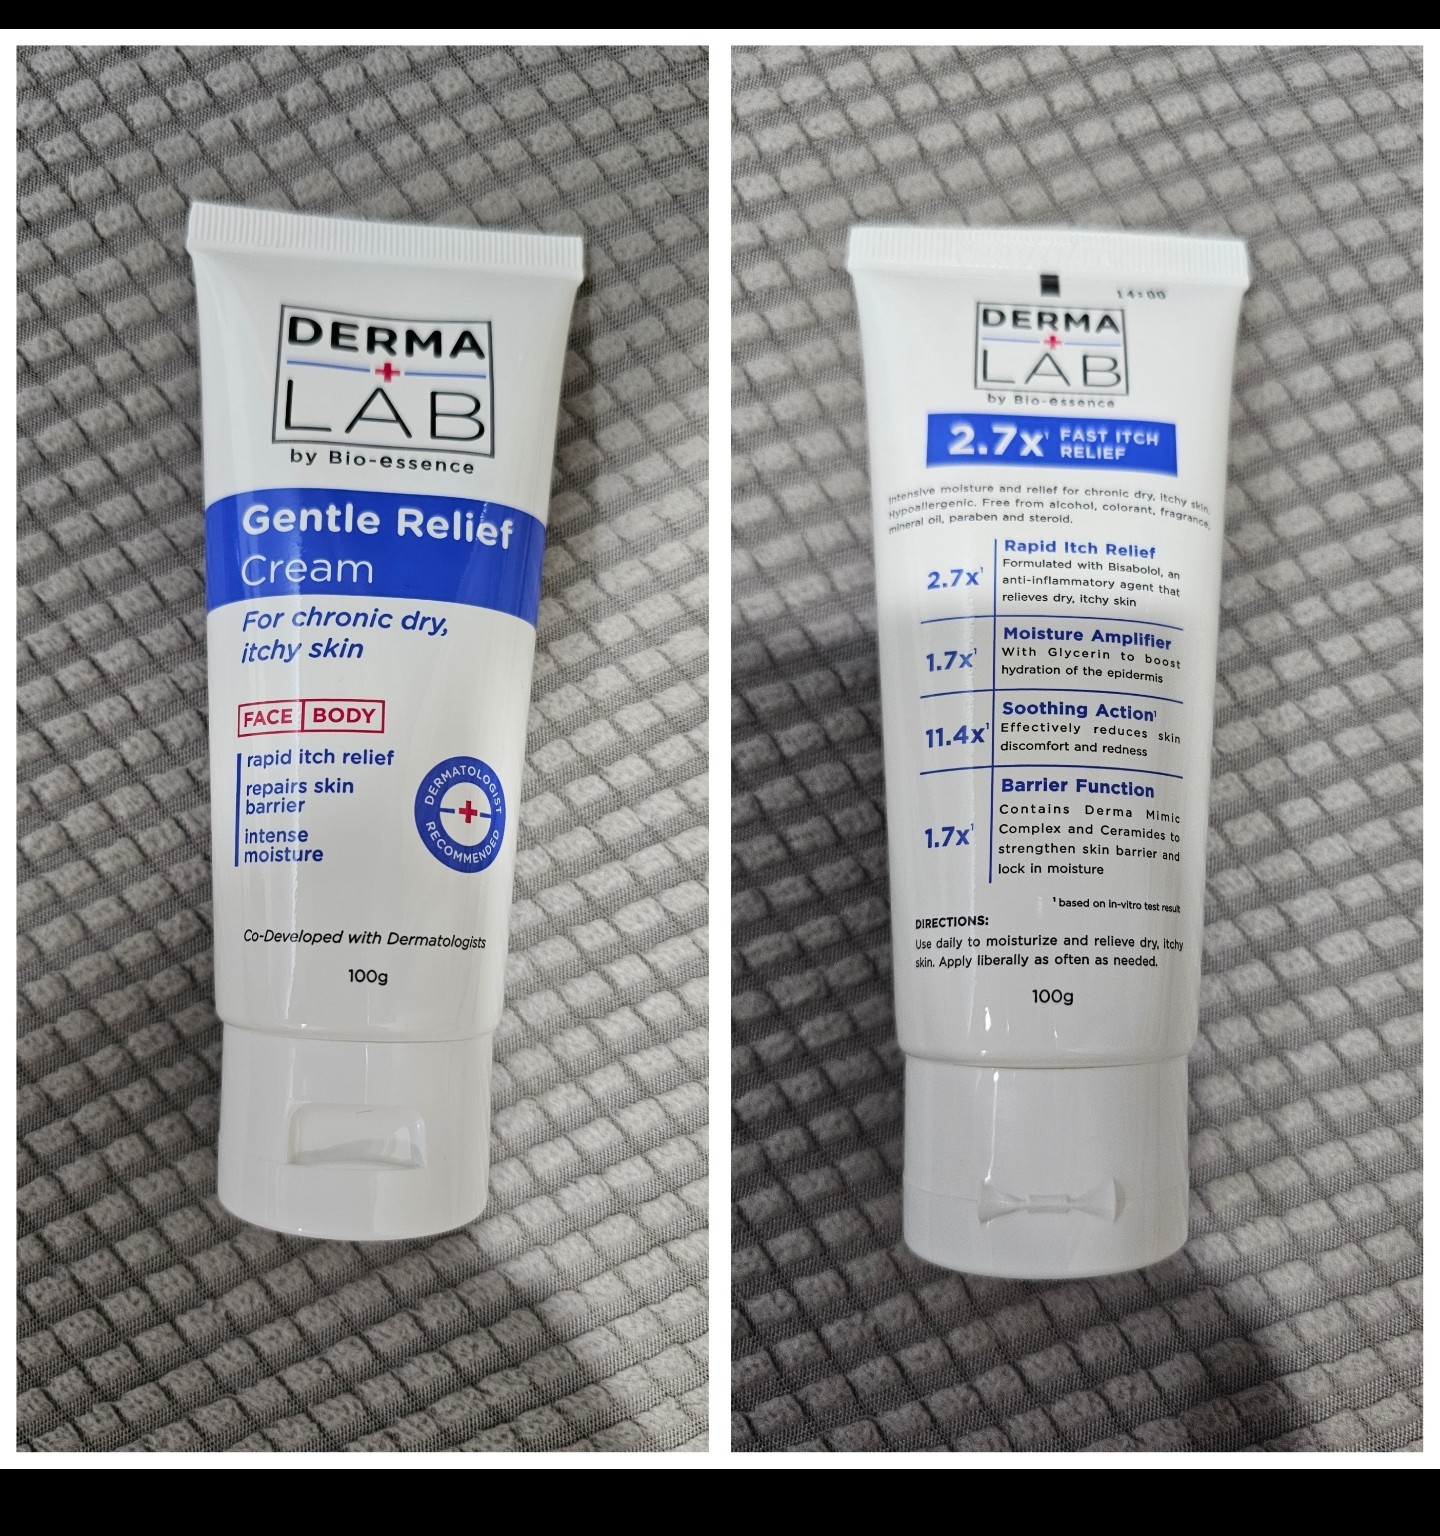 DERMA
LAB
by Bio-essence
Gentle Relief
Cream
For chronic dry,
itchy skin
FACE BODY
rapid itch relief
repairs skin
barrier
intense
moisture
DERMATOLOGIST
RECOMMENDED
Co-Developed with Dermatologists
100g
14:00
DERMA
LAB
by Bio-essence
2.7x¹ FAST ITCH
RELIEF
Intensive moisture and relief for chronic dry, itchy skin.
Hypoallergenic. Free from alcohol, colorant, fragrance,
mineral oil, paraben and steroid.
2.7x¹
Rapid Itch Relief
Formulated with Bisabolol, an
anti-inflammatory agent that
relieves dry, itchy skin
1.7x¹
Moisture Amplifier
With Glycerin to boost
hydration of the epidermis
11.4x¹
Soothing Action¹
Effectively reduces skin
discomfort and redness
1.7x¹
Barrier Function
Contains Derma Mimic
Complex and Ceramides to
strengthen skin barrier and
lock in moisture
¹ based on in-vitro test result
DIRECTIONS:
Use daily to moisturize and relieve dry, itchy
skin. Apply liberally as often as needed.
100g